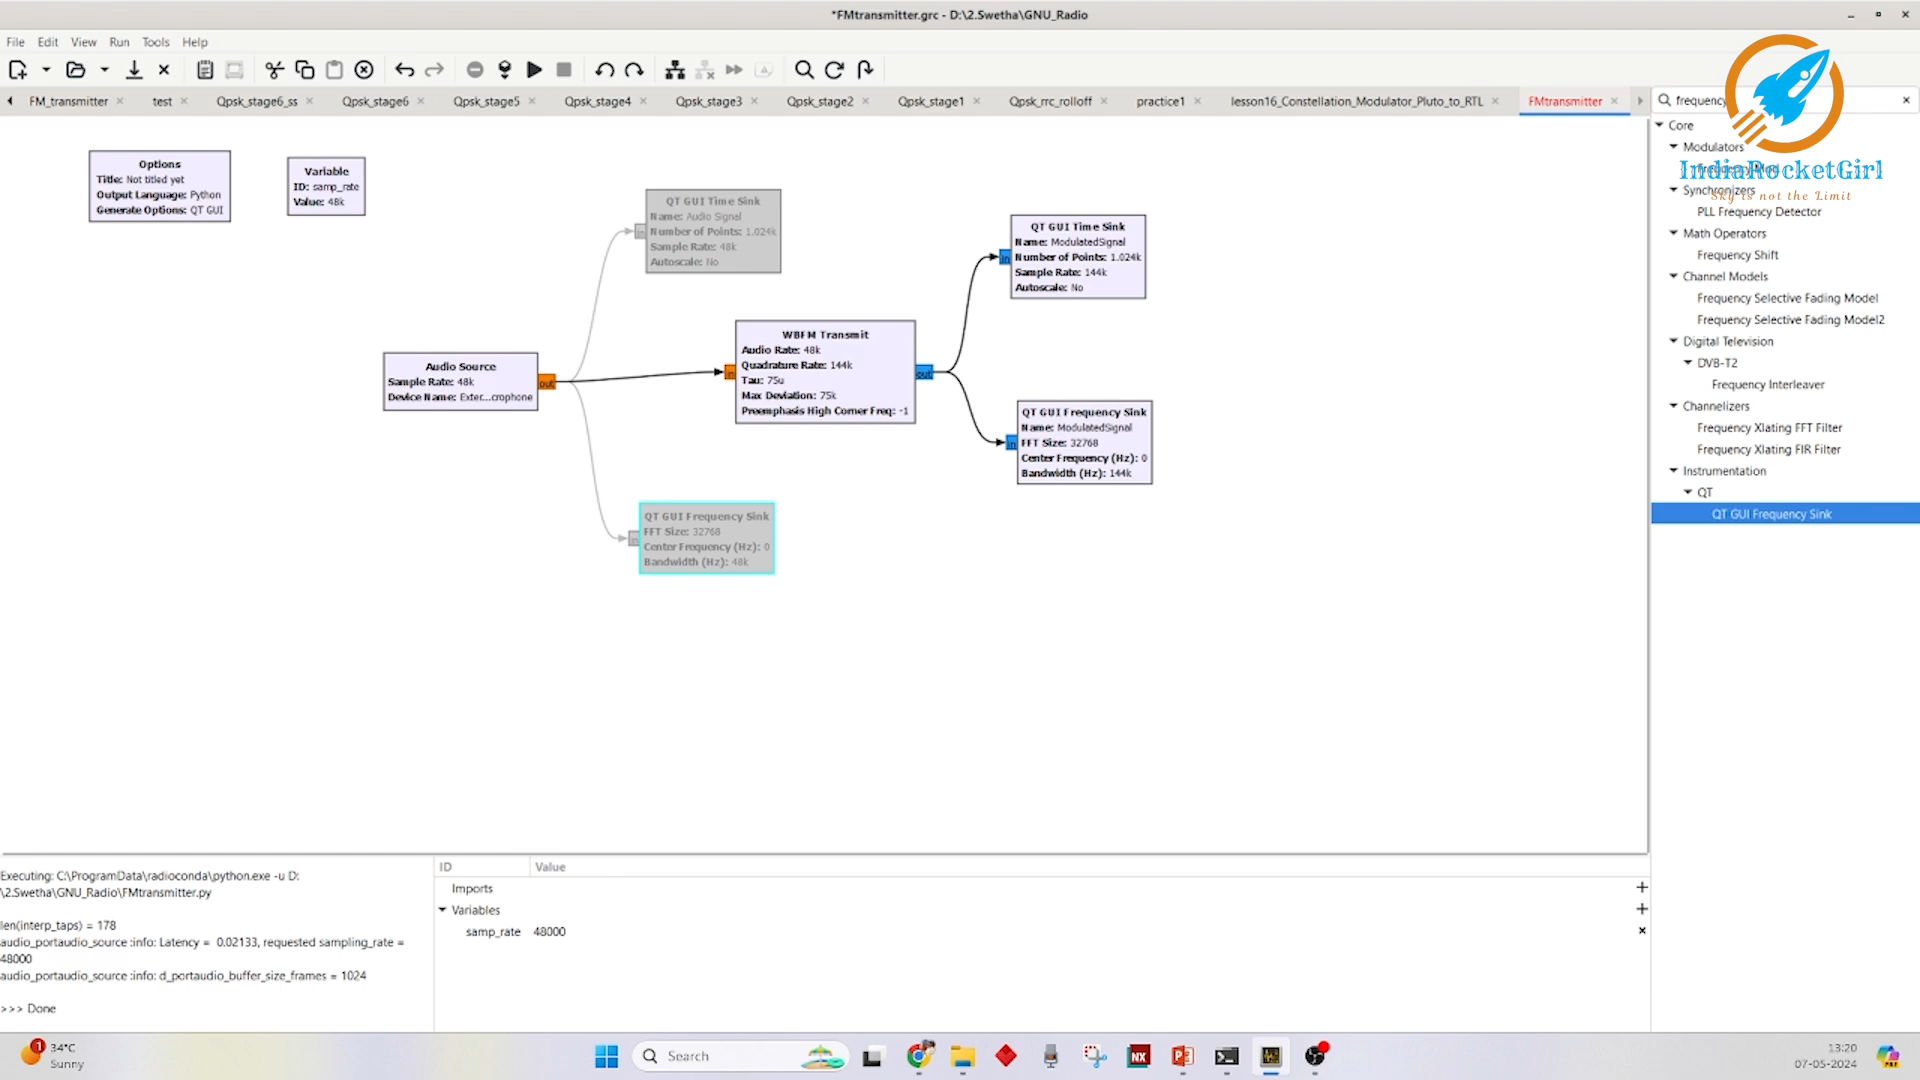 *FMtransmitter.grc - D:\2.Swetha\GNU_Radio
File Edit View Run Tools Help
FM_transmitter test Qpsk_stage6_ss Qpsk_stage6 Qpsk_stage5 Qpsk_stage4 Qpsk_stage3 Qpsk_stage2 Qpsk_stage1 Qpsk_rrc_rolloff practice1 lesson16_Constellation_Modulator_Pluto_to_RTL FMtransmitter
Options
Title: Not titled yet
Output Language: Python
Generate Options: QT GUI
Variable
ID: samp_rate
Value: 48k
QT GUI Time Sink
Name: Audio Signal
Number of Points: 1.024k
Sample Rate: 48k
Autoscale: No
in
QT GUI Time Sink
Name: ModulatedSignal
Number of Points: 1.024k
Sample Rate: 144k
Autoscale: No
in
Audio Source
Sample Rate: 48k
Device Name: Exter...crophone
out
WBFM Transmit
Audio Rate: 48k
Quadrature Rate: 144k
Tau: 75u
Max Deviation: 75k
Preemphasis High Corner Freq: -1
in
out
QT GUI Frequency Sink
Name: ModulatedSignal
FFT Size: 32768
Center Frequency (Hz): 0
Bandwidth (Hz): 144k
in
QT GUI Frequency Sink
FFT Size: 32768
Center Frequency (Hz): 0
Bandwidth (Hz): 48k
in
frequency
IndiaRocketGirl
Sky is not the Limit
Core
Modulators
Synchronizers
PLL Frequency Detector
Math Operators
Frequency Shift
Channel Models
Frequency Selective Fading Model
Frequency Selective Fading Model2
Digital Television
DVB-T2
Frequency Interleaver
Channelizers
Frequency Xlating FFT Filter
Frequency Xlating FIR Filter
Instrumentation
QT
QT GUI Frequency Sink
Executing: C:\ProgramData\radioconda\python.exe -u D:
\2.Swetha\GNU_Radio\FMtransmitter.py
len(interp_taps) = 178
audio_portaudio_source :info: Latency = 0.02133, requested sampling_rate =
48000
audio_portaudio_source :info: d_portaudio_buffer_size_frames = 1024
>>> Done
ID Value
Imports
Variables
samp_rate 48000
1
34°C
Sunny
Search
NX
13:20
07-05-2024